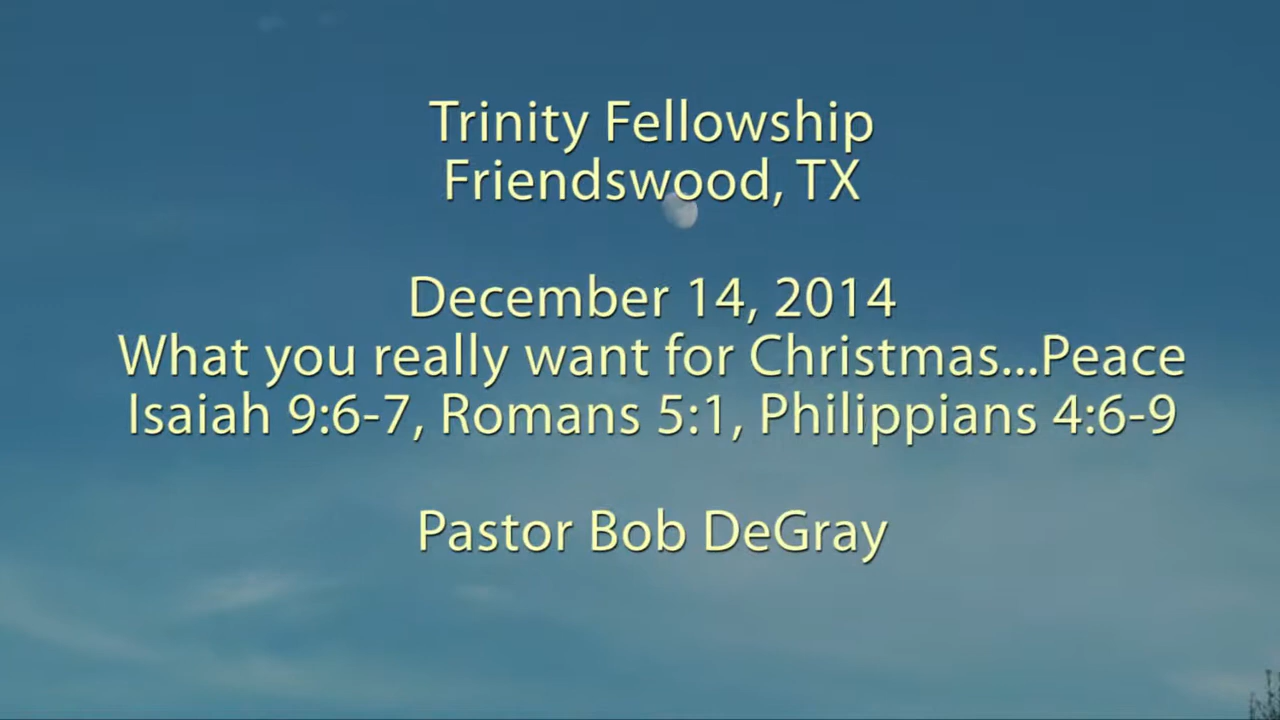 Trinity Fellowship
Friendswood, TX
December 14, 2014
What you really want for Christmas...Peace
Isaiah 9:6-7, Romans 5:1, Philippians 4:6-9
Pastor Bob DeGray